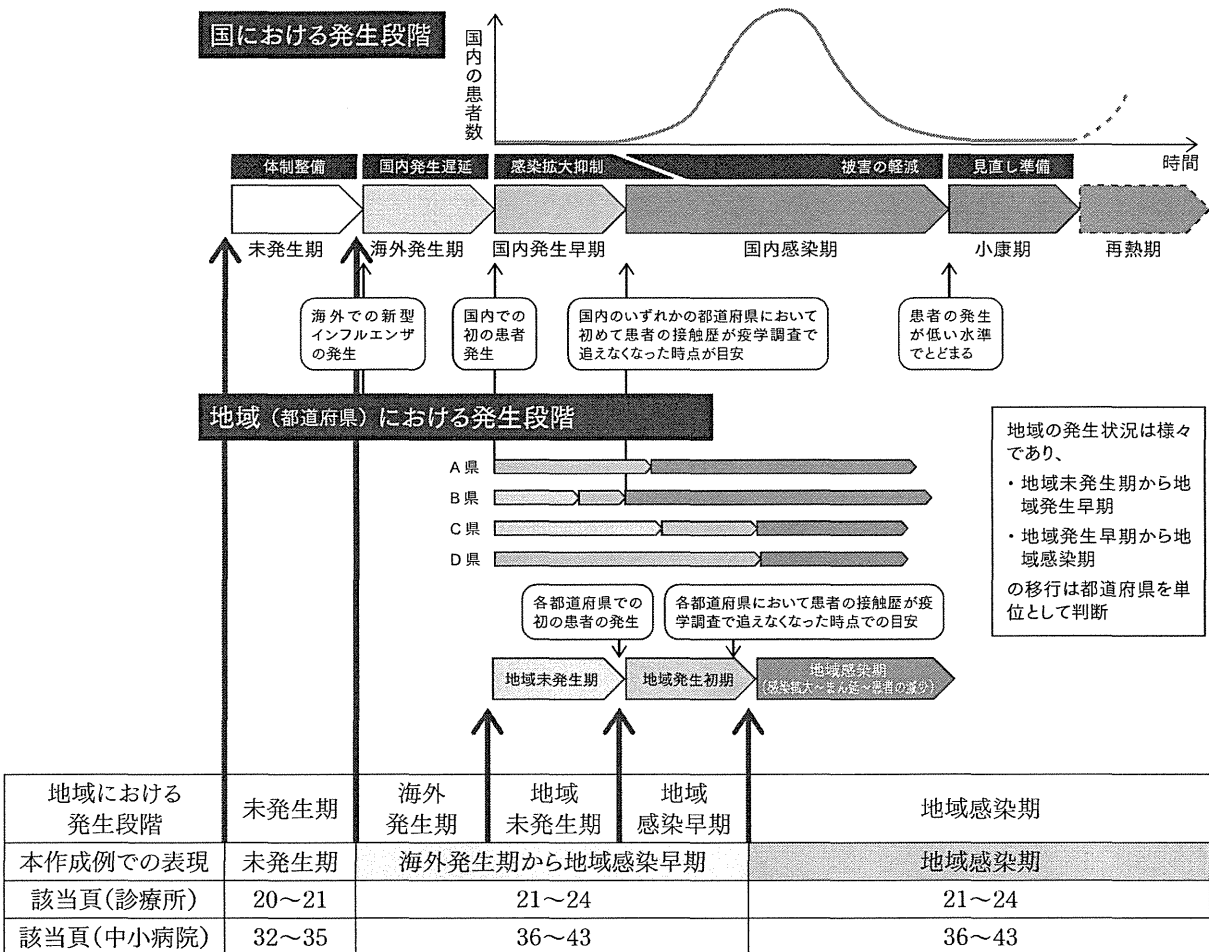 国における発生段階
国内の患者数
時間
体制整備
国内発生遅延
感染拡大抑制
被害の軽減
見直し準備
未発生期
海外発生期
国内発生早期
国内感染期
小康期
再熱期
海外での新型
インフルエンザ
の発生
国内での
初の患者
発生
国内のいずれかの都道府県において
初めて患者の接触歴が疫学調査で
追えなくなった時点が目安
患者の発生
が低い水準
でとどまる
地域（都道府県）における発生段階
A県
B県
C県
D県
地域の発生状況は様々
であり、
・地域未発生期から地
域発生早期
・地域発生早期から地
域感染期
の移行は都道府県を単
位として判断
各都道府県での
初の患者の発生
各都道府県において患者の接触歴が疫
学調査で追えなくなった時点での目安
地域未発生期
地域発生初期
地域感染期
(感染拡大〜まん延〜患者の減少)
地域における
発生段階
未発生期
海外
発生期
地域
未発生期
地域
感染早期
地域感染期
本作成例での表現
未発生期
海外発生期から地域感染早期
地域感染期
該当頁(診療所)
20〜21
21〜24
21〜24
該当頁(中小病院)
32〜35
36〜43
36〜43